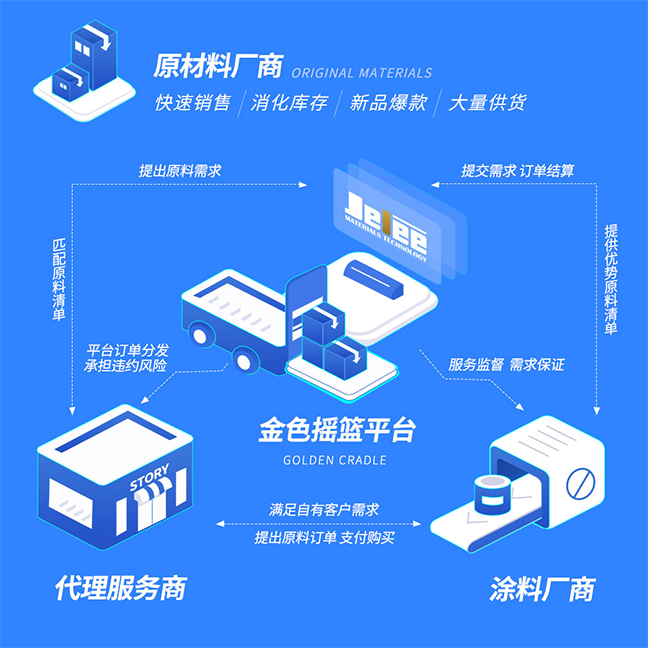 原材料厂商 ORIGINAL MATERIALS
快速销售 / 消化库存 / 新品爆款 / 大量供货
提出原料需求
提交需求 订单结算
Jelee
MATERIALS TECHNOLOGY
匹配原料清单
提供优势原料清单
平台订单分发
承担违约风险
服务监督 需求保证
金色摇篮平台
GOLDEN CRADLE
STORY
满足自有客户需求
提出原料订单 支付购买
代理服务商
涂料厂商